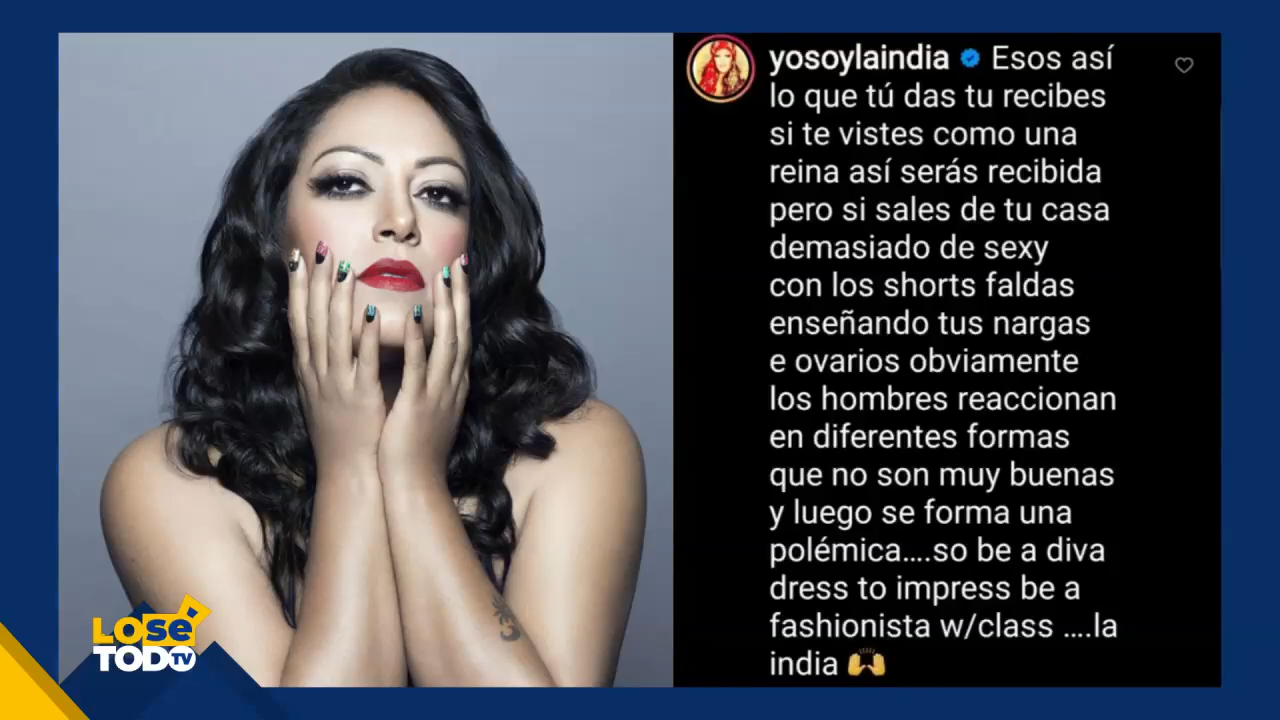 yosoylaindia Esos así
lo que tú das tu recibes
si te vistes como una
reina así serás recibida
pero si sales de tu casa
demasiado de sexy
con los shorts faldas
enseñando tus nargas
e ovarios obviamente
los hombres reaccionan
en diferentes formas
que no son muy buenas
y luego se forma una
polémica....so be a diva
dress to impress be a
fashionista w/class ....la
india 🙌
LOSE
TODO TV